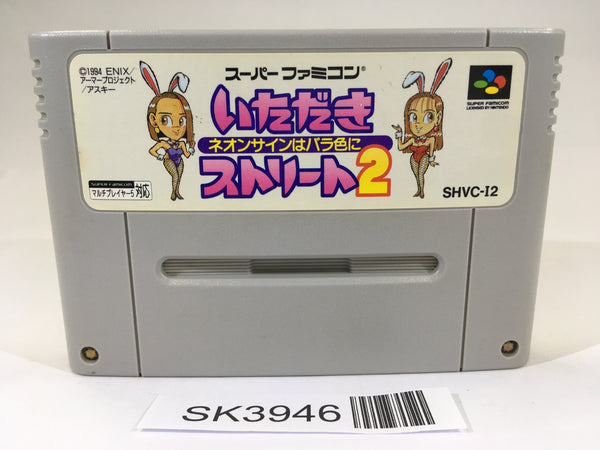 ©1994 ENIX/
アーマープロジェクト
/アスキー
スーパーファミコン®
いただき
ネオンサインはバラ色に
ストリート2
SUPER FAMICOM
LICENSED BY NINTENDO
SUPER FAMICOM
マルチプレイヤー5 対応
SHVC-I2
SK3946